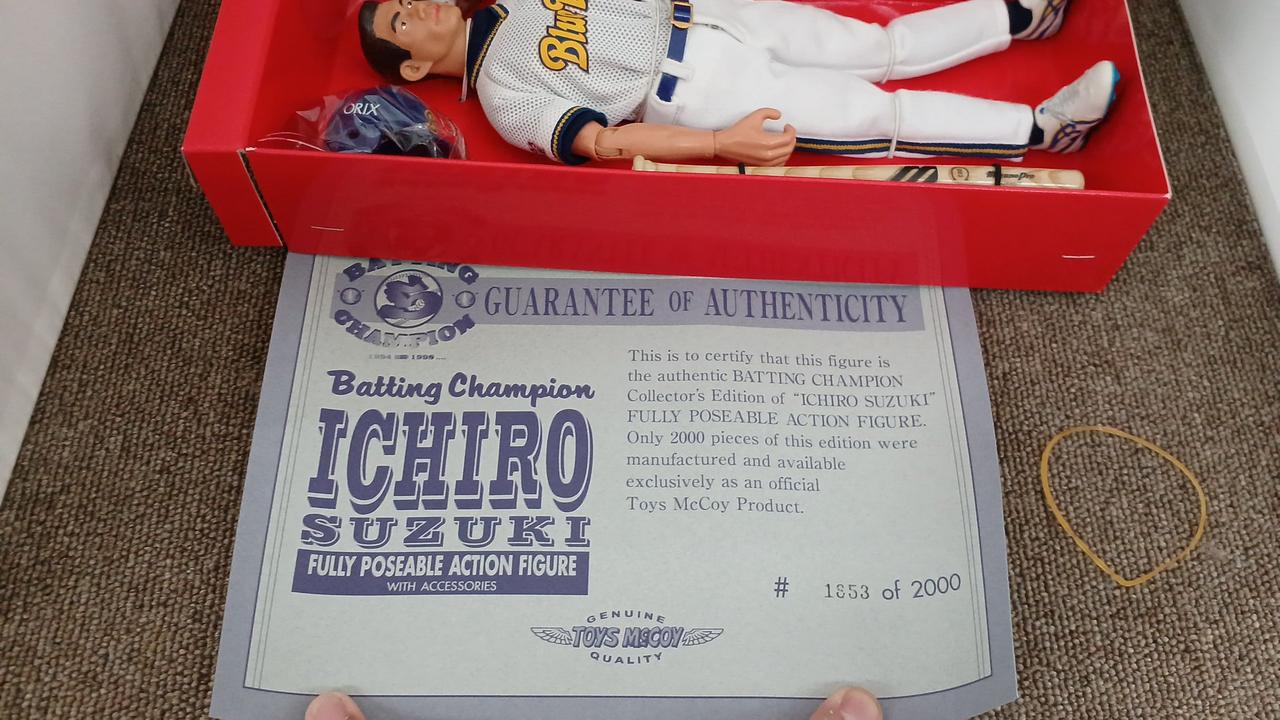 ORIX
Blu
BATTING
CHAMPION
GUARANTEE OF AUTHENTICITY
Batting Champion
ICHIRO
SUZUKI
FULLY POSEABLE ACTION FIGURE
WITH ACCESSORIES
This is to certify that this figure is
the authentic BATTING CHAMPION
Collector's Edition of "ICHIRO SUZUKI"
FULLY POSEABLE ACTION FIGURE.
Only 2000 pieces of this edition were
manufactured and available
exclusively as an official
Toys McCoy Product.
# 1853 of 2000
GENUINE
TOYS McCOY
QUALITY